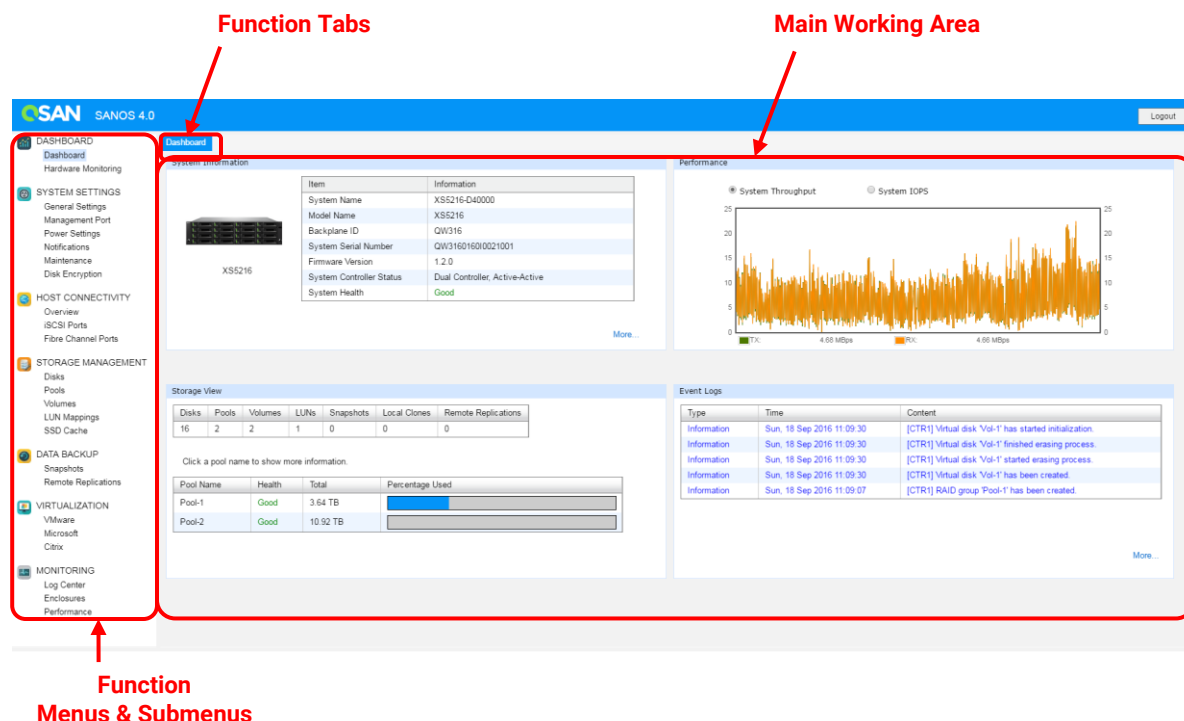 Function Tabs
Main Working Area
QSAN SANOS 4.0
Logout
DASHBOARD
Dashboard
Hardware Monitoring
SYSTEM SETTINGS
General Settings
Management Port
Power Settings
Notifications
Maintenance
Disk Encryption
HOST CONNECTIVITY
Overview
iSCSI Ports
Fibre Channel Ports
STORAGE MANAGEMENT
Disks
Pools
Volumes
LUN Mappings
SSD Cache
DATA BACKUP
Snapshots
Remote Replications
VIRTUALIZATION
VMware
Microsoft
Citrix
MONITORING
Log Center
Enclosures
Performance
Dashboard
System Information
XS5216
Item Information
System Name XS5216-D40000
Model Name XS5216
Backplane ID QW316
System Serial Number QW3160160I0021001
Firmware Version 1.2.0
System Controller Status Dual Controller, Active-Active
System Health Good
More...
Performance
System Throughput System IOPS
25 25
20 20
15 15
10 10
5 5
0 0
TX: 4.68 MBps RX: 4.66 MBps
Storage View
Disks Pools Volumes LUNs Snapshots Local Clones Remote Replications
16 2 2 1 0 0 0
Click a pool name to show more information.
Pool Name Health Total Percentage Used
Pool-1 Good 3.64 TB
Pool-2 Good 10.92 TB
Event Logs
Type Time Content
Information Sun, 18 Sep 2016 11:09:30 [CTR1] Virtual disk 'Vol-1' has started initialization.
Information Sun, 18 Sep 2016 11:09:30 [CTR1] Virtual disk 'Vol-1' finished erasing process.
Information Sun, 18 Sep 2016 11:09:30 [CTR1] Virtual disk 'Vol-1' started erasing process.
Information Sun, 18 Sep 2016 11:09:30 [CTR1] Virtual disk 'Vol-1' has been created.
Information Sun, 18 Sep 2016 11:09:07 [CTR1] RAID group 'Pool-1' has been created.
More...
Function
Menus & Submenus